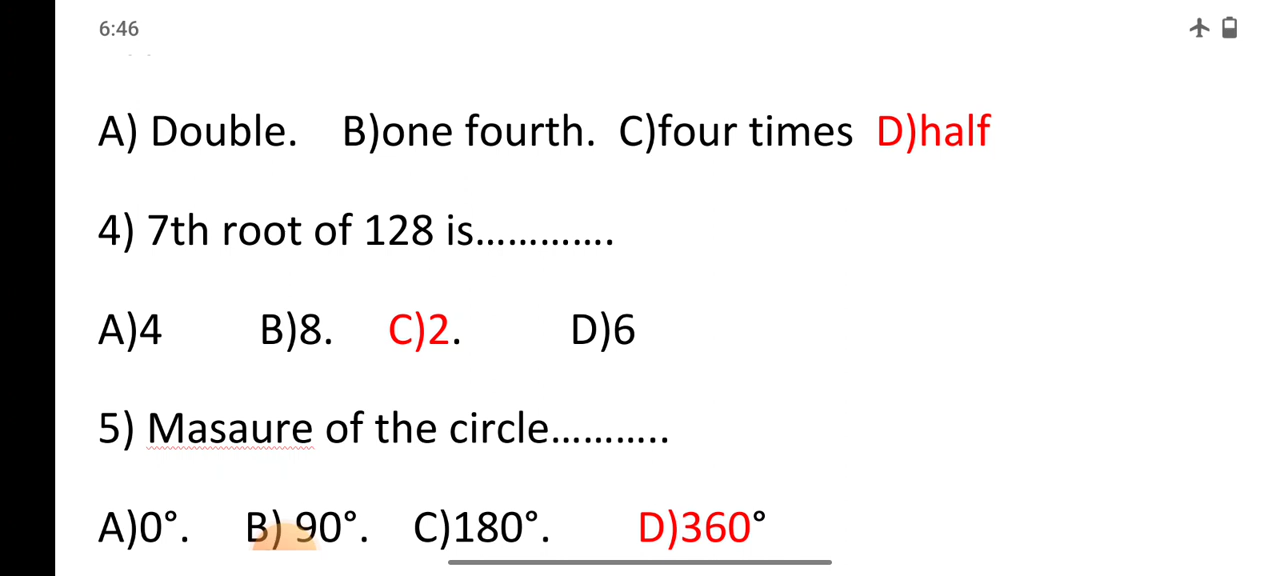 6:46
A) Double. B)one fourth. C)four times D)half
4) 7th root of 128 is.............
A)4 B)8. C)2. D)6
5) Masaure of the circle...........
A)0°. B) 90°. C)180°. D)360°